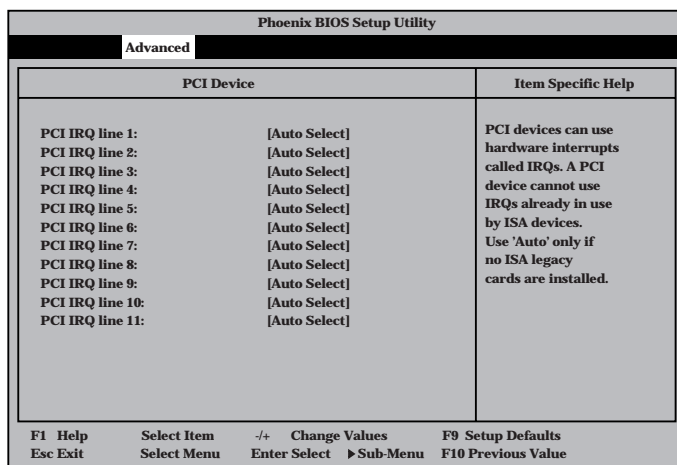 Phoenix BIOS Setup Utility
Advanced
PCI Device
Item Specific Help
PCI IRQ line 1: [Auto Select]
PCI IRQ line 2: [Auto Select]
PCI IRQ line 3: [Auto Select]
PCI IRQ line 4: [Auto Select]
PCI IRQ line 5: [Auto Select]
PCI IRQ line 6: [Auto Select]
PCI IRQ line 7: [Auto Select]
PCI IRQ line 8: [Auto Select]
PCI IRQ line 9: [Auto Select]
PCI IRQ line 10: [Auto Select]
PCI IRQ line 11: [Auto Select]
PCI devices can use
hardware interrupts
called IRQs. A PCI
device cannot use
IRQs already in use
by ISA devices.
Use 'Auto' only if
no ISA legacy
cards are installed.
F1 Help Select Item -/+ Change Values F9 Setup Defaults
Esc Exit Select Menu Enter Select ▶Sub-Menu F10 Previous Value